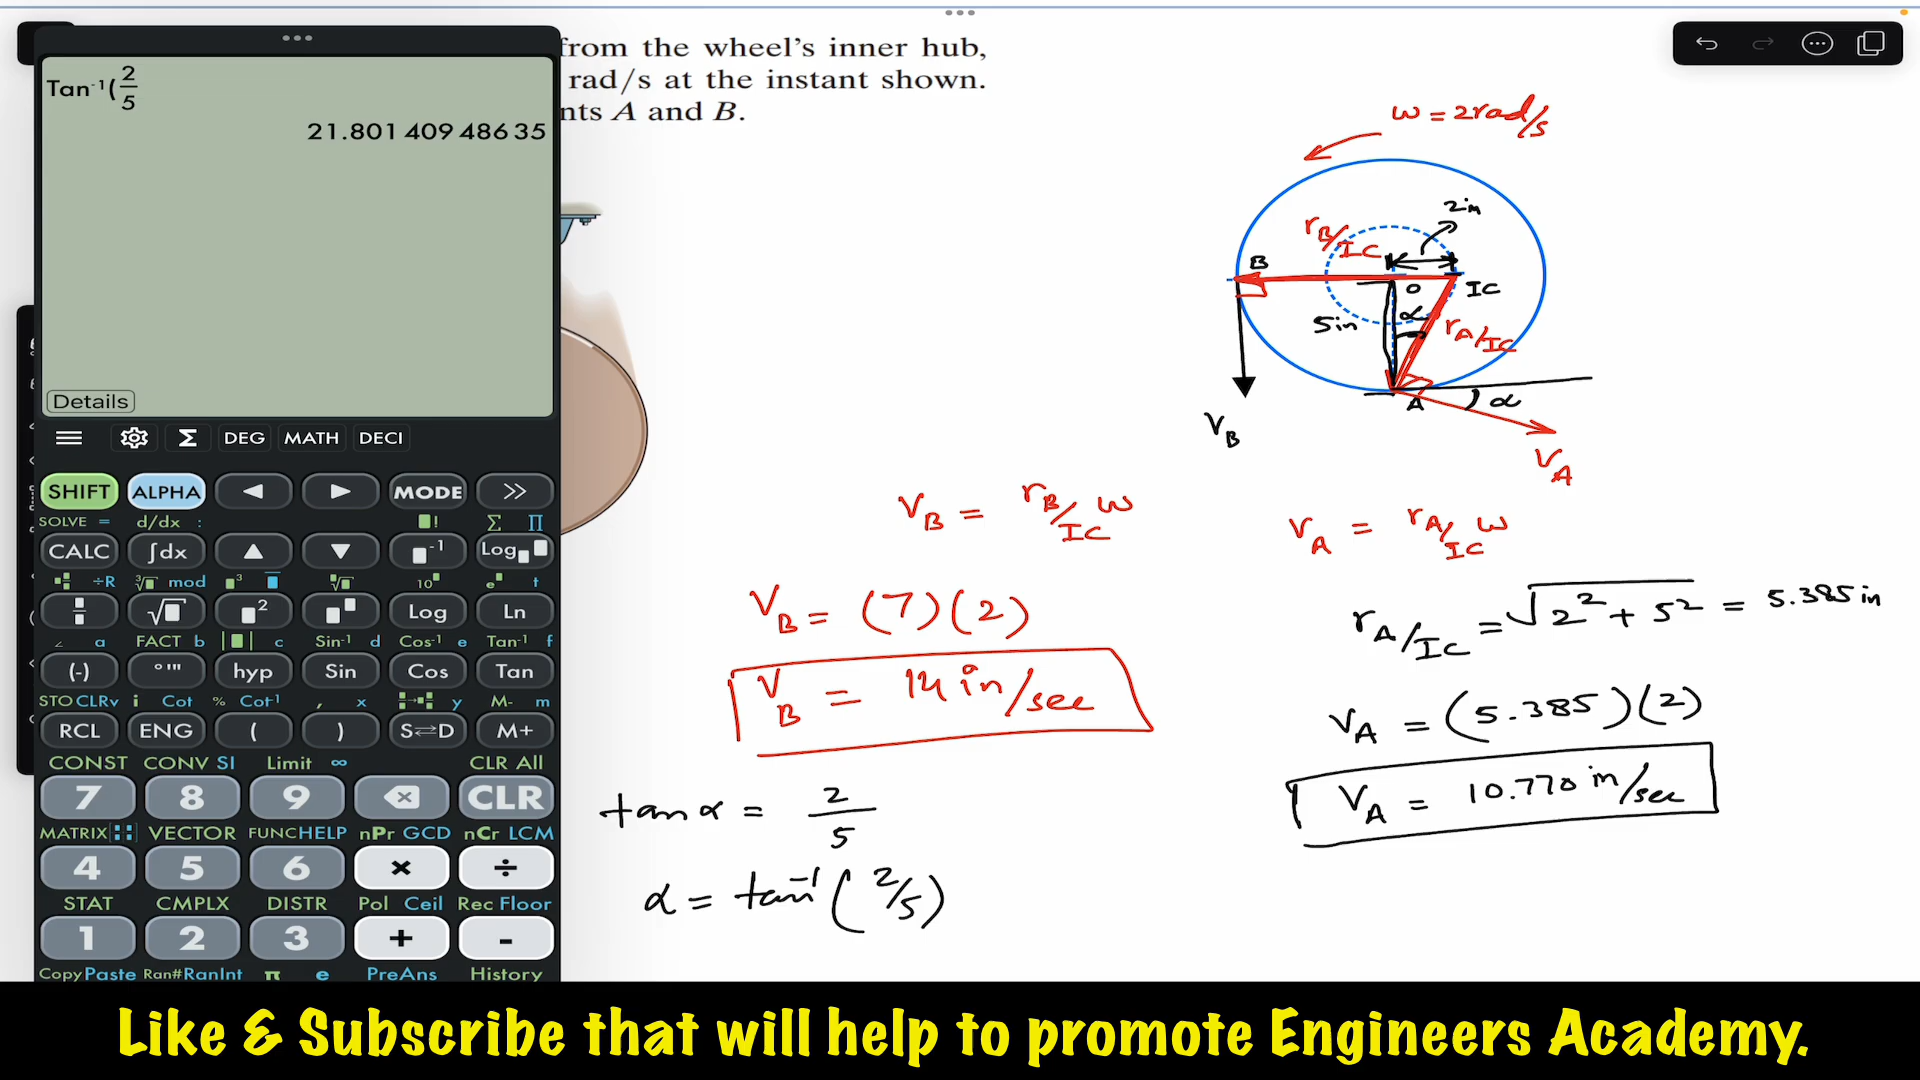 from the wheel's inner hub,
rad/s at the instant shown.
nts A and B.
Tan⁻¹(2/5
21.801 409 486 35
Details
DEG MATH DECI
SHIFT ALPHA ◀ ▶ MODE >>
SOLVE = d/dx : ■! Σ Π
CALC ∫dx ▲ ▼ ■⁻¹ Log
÷R mod ■³ 10■ e■ t
√■ ■² Log Ln
∠ a FACT b |■| c Sin⁻¹ d Cos⁻¹ e Tan⁻¹ f
(-) °'" hyp Sin Cos Tan
STO CLRv i Cot % Cot⁻¹ , x y M- m
RCL ENG ( ) S⇄D M+
CONST CONV SI Limit ∞ CLR All
7 8 9 CLR
MATRIX VECTOR FUNC HELP nPr GCD nCr LCM
4 5 6 × ÷
STAT CMPLX DISTR Pol Ceil Rec Floor
1 2 3 + -
Copy Paste Ran# RanInt π e PreAns History
ω = 2rad/s
2in
rB/IC
B
O
IC
5in
α
rA/IC
A
α
VB
VA
VB = rB/IC ω
VB = (7)(2)
VB = 14 in/sec
tanα = 2/5
α = tan⁻¹(2/5)
VA = rA/IC ω
rA/IC = √2² + 5² = 5.385 in
VA = (5.385)(2)
VA = 10.770 in/sec
Like & Subscribe that will help to promote Engineers Academy.